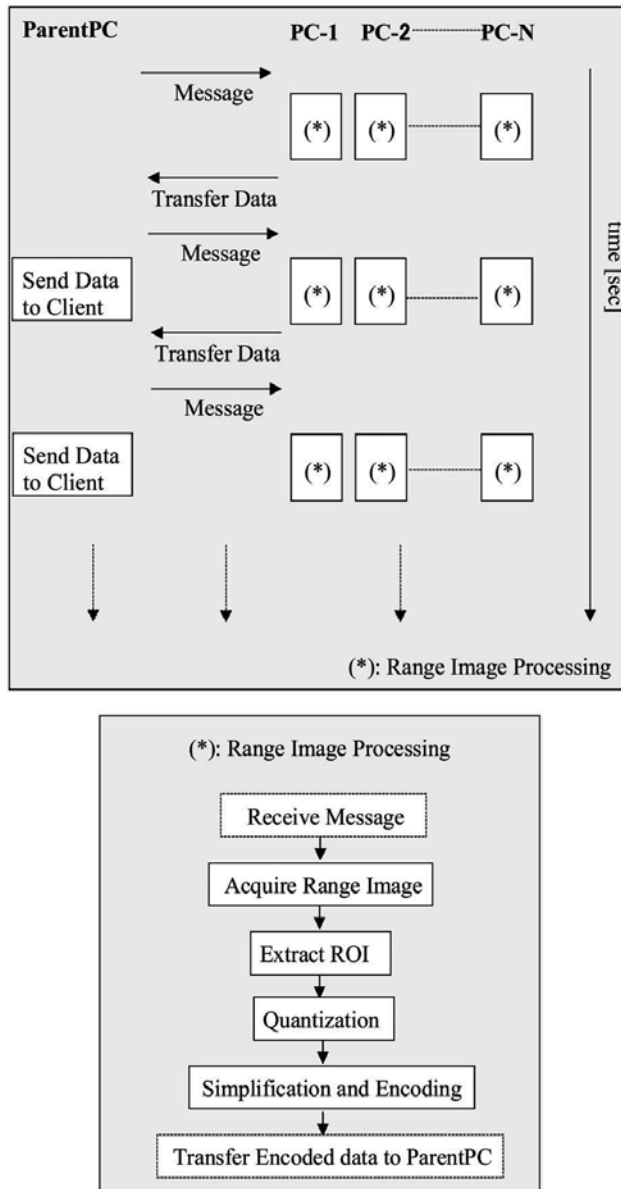 ParentPC PC-1 PC-2 PC-N
Message
(*) (*) (*)
Transfer Data
Message
Send Data
to Client
(*) (*) (*)
Transfer Data
Message
Send Data
to Client
(*) (*) (*)
time [sec]
(*): Range Image Processing
(*): Range Image Processing
Receive Message
Acquire Range Image
Extract ROI
Quantization
Simplification and Encoding
Transfer Encoded data to ParentPC